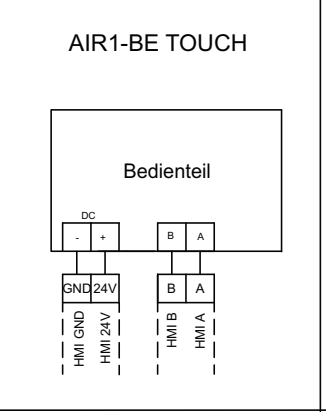 AIR1-BE TOUCH
Bedienteil
DC
- + B A
GND 24V B A
HMI GND
HMI 24V
HMI B
HMI A